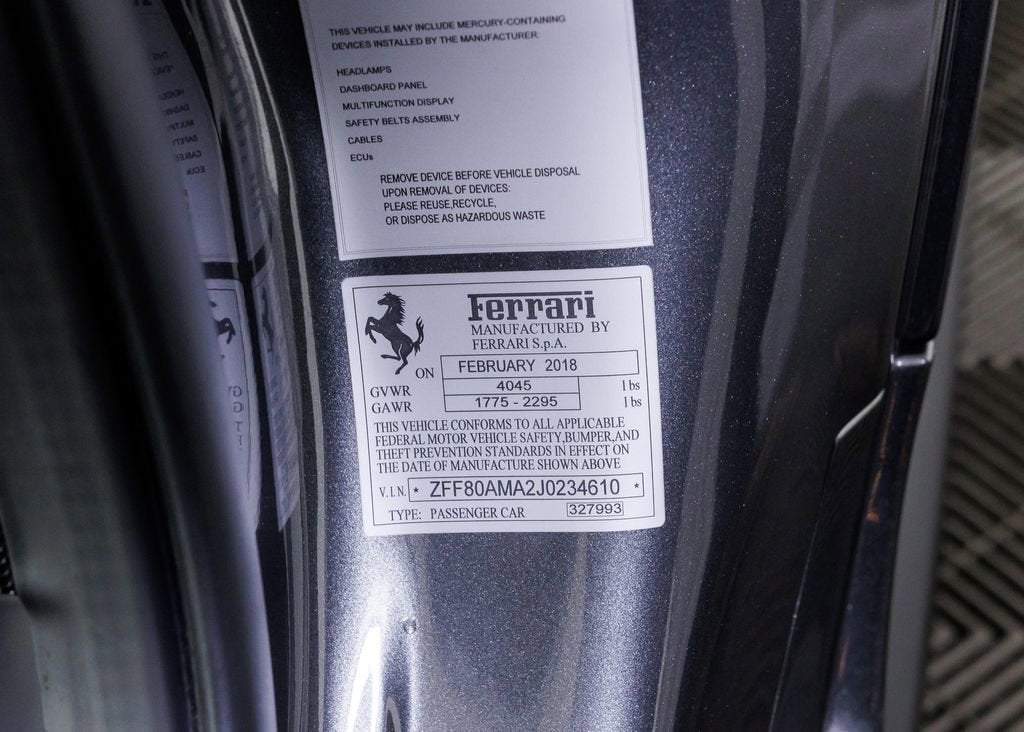 THIS VEHICLE MAY INCLUDE MERCURY-CONTAINING
DEVICES INSTALLED BY THE MANUFACTURER:
HEADLAMPS
DASHBOARD PANEL
MULTIFUNCTION DISPLAY
SAFETY BELTS ASSEMBLY
CABLES
ECUs
REMOVE DEVICE BEFORE VEHICLE DISPOSAL
UPON REMOVAL OF DEVICES:
PLEASE REUSE,RECYCLE,
OR DISPOSE AS HAZARDOUS WASTE
Ferrari
MANUFACTURED BY
FERRARI S.p.A.
ON FEBRUARY 2018
GVWR 4045 lbs
GAWR 1775 - 2295 lbs
THIS VEHICLE CONFORMS TO ALL APPLICABLE
FEDERAL MOTOR VEHICLE SAFETY,BUMPER,AND
THEFT PREVENTION STANDARDS IN EFFECT ON
THE DATE OF MANUFACTURE SHOWN ABOVE
V.I.N. * ZFF80AMA2J0234610 *
TYPE: PASSENGER CAR 327993